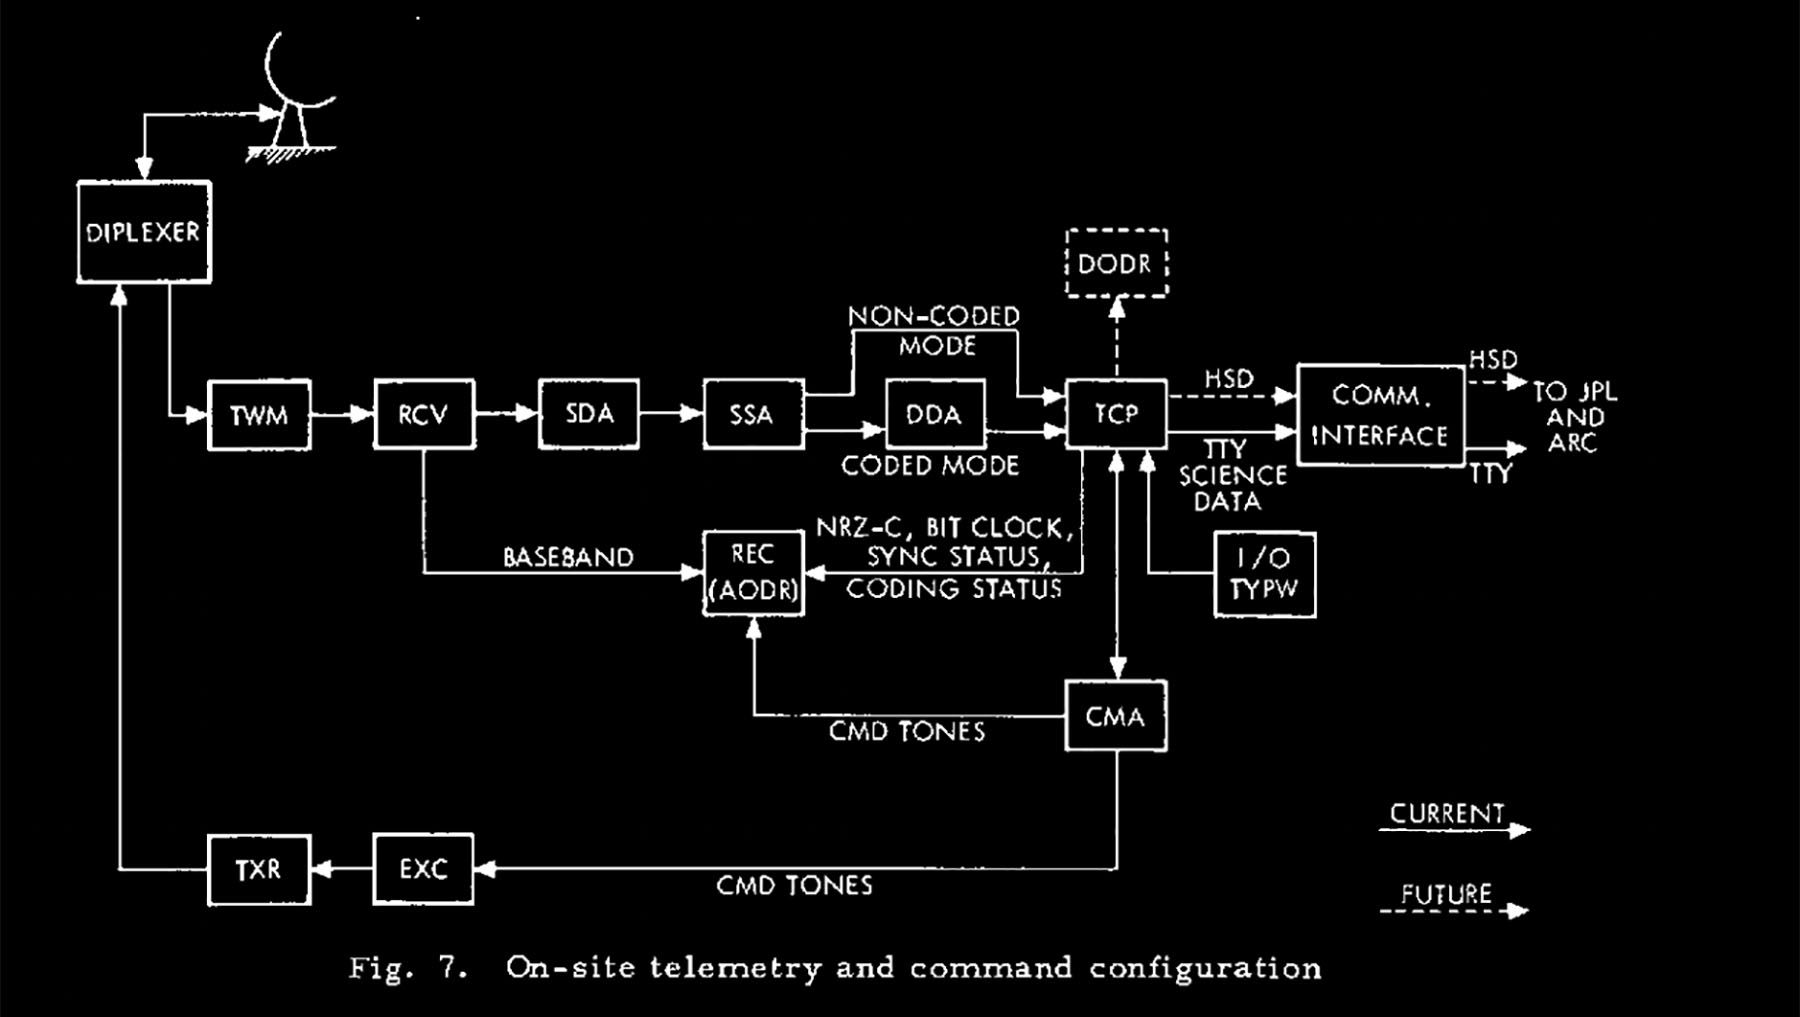 DIPLEXER
DODR
NON-CODED
MODE
HSD
HSD
TWM
RCV
SDA
SSA
DDA
TCP
COMM.
INTERFACE
TO JPL
AND
ARC
CODED MODE
TTY
SCIENCE
DATA
TTY
BASEBAND
REC
(AODR)
NRZ-C, BIT CLOCK,
SYNC STATUS,
CODING STATUS
I/O
TYPW
CMD TONES
CMA
TXR
EXC
CMD TONES
CURRENT
FUTURE
Fig. 7. On-site telemetry and command configuration